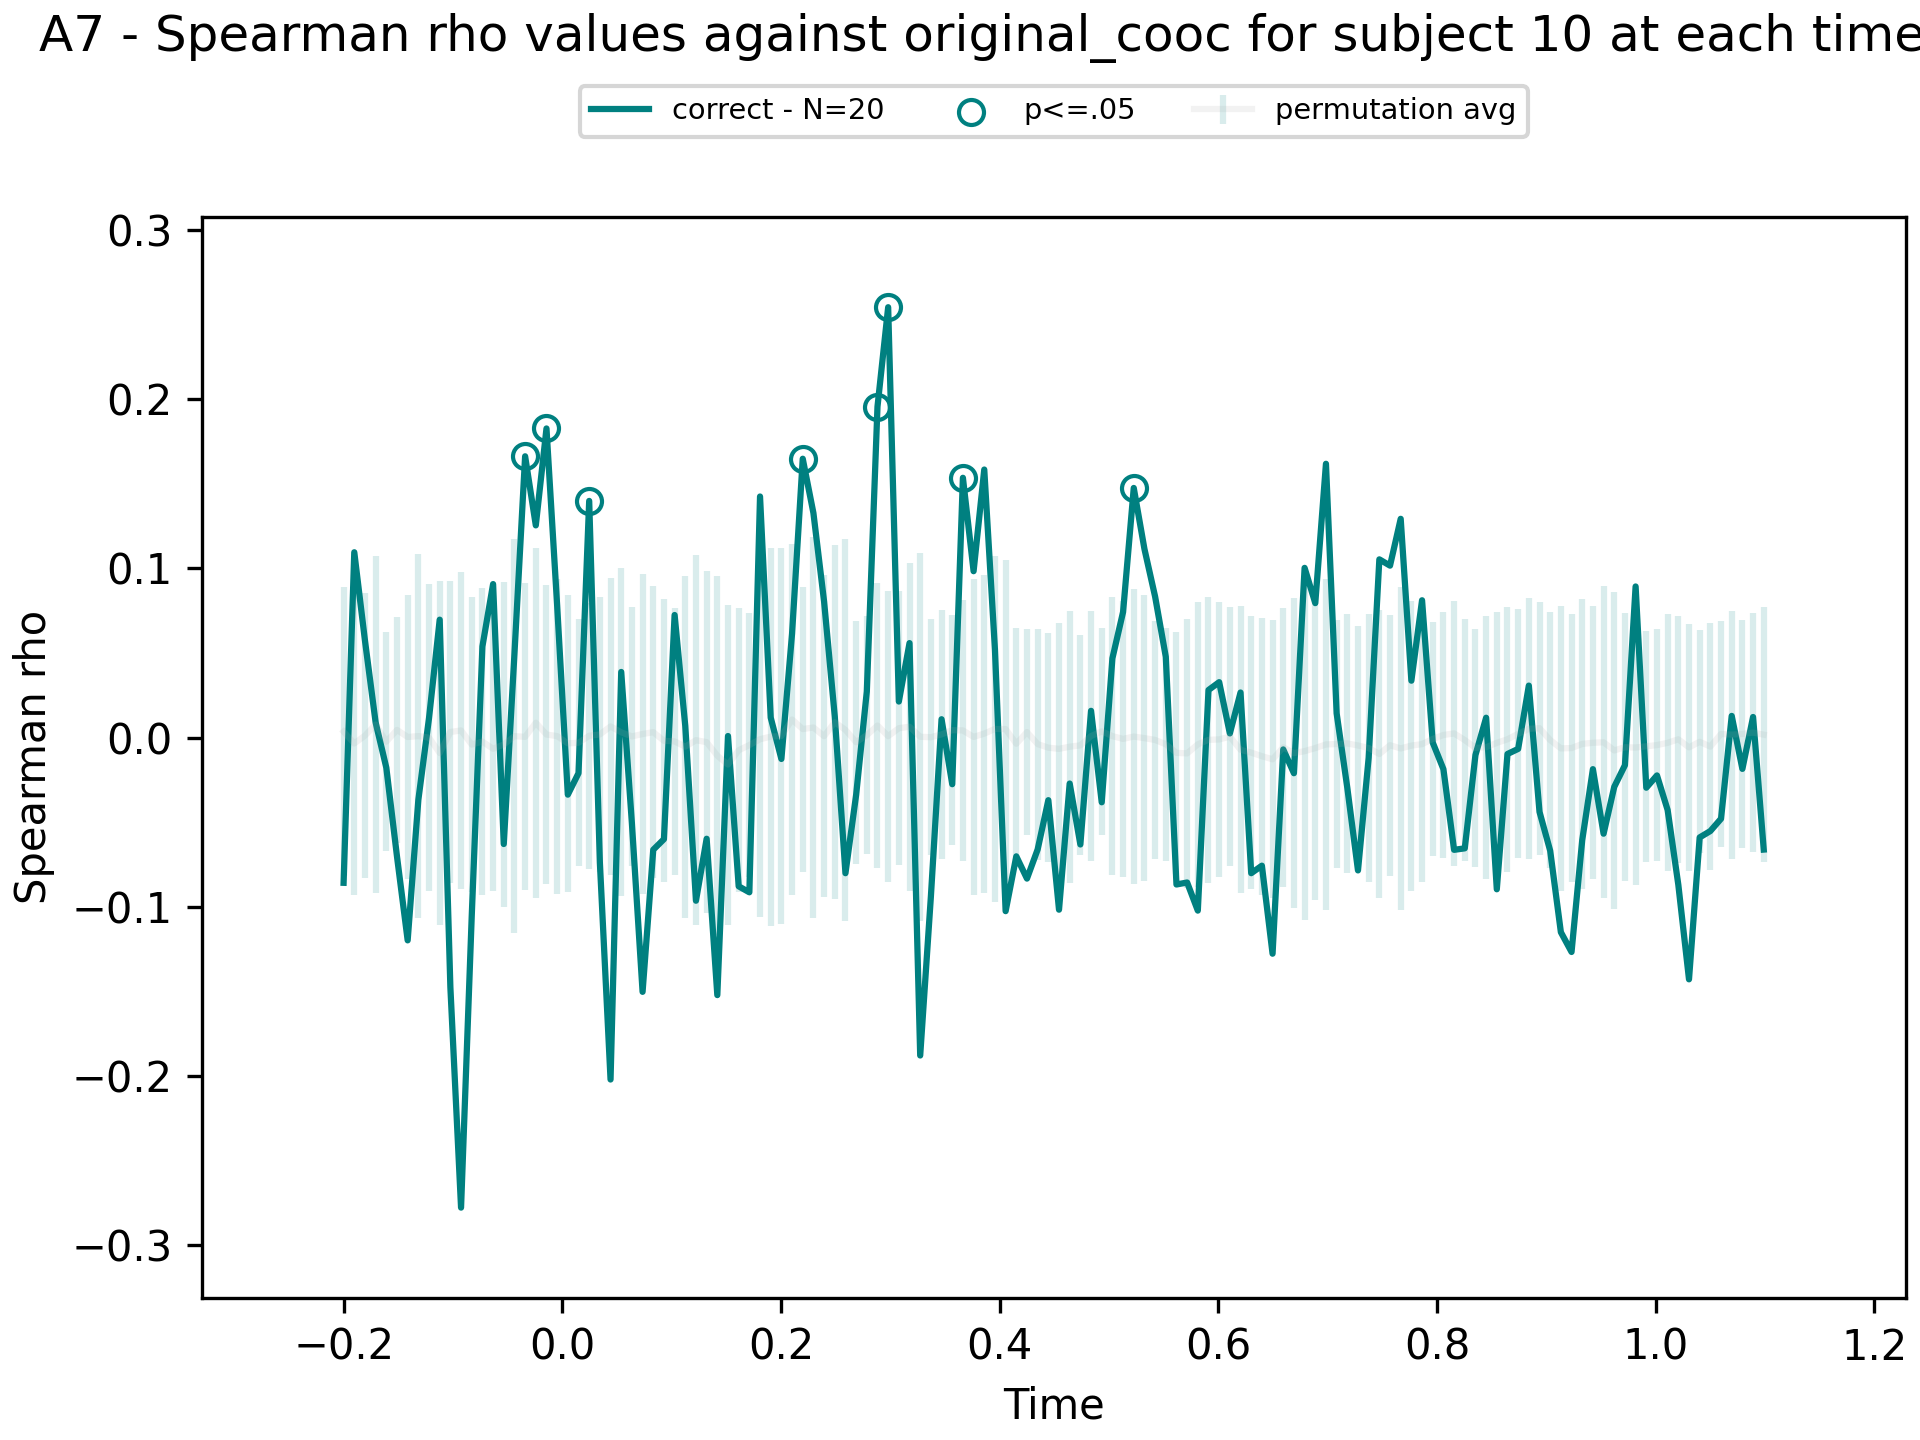 A7 - Spearman rho values against original_cooc for subject 10 at each time
correct - N=20 p<=.05 permutation avg
0.3
0.2
0.1
0.0
−0.1
−0.2
−0.3
Spearman rho
−0.2 0.0 0.2 0.4 0.6 0.8 1.0 1.2
Time